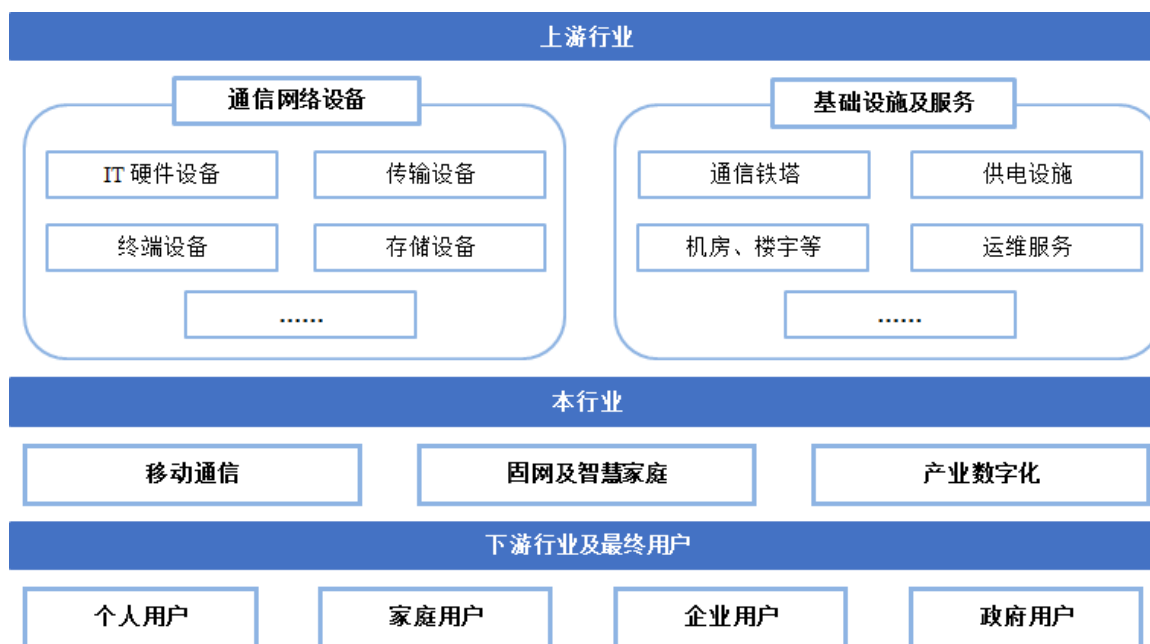 上游行业
通信网络设备
基础设施及服务
IT 硬件设备
传输设备
通信铁塔
供电设施
终端设备
存储设备
机房、楼宇等
运维服务
......
......
本行业
移动通信
固网及智慧家庭
产业数字化
下游行业及最终用户
个人用户
家庭用户
企业用户
政府用户